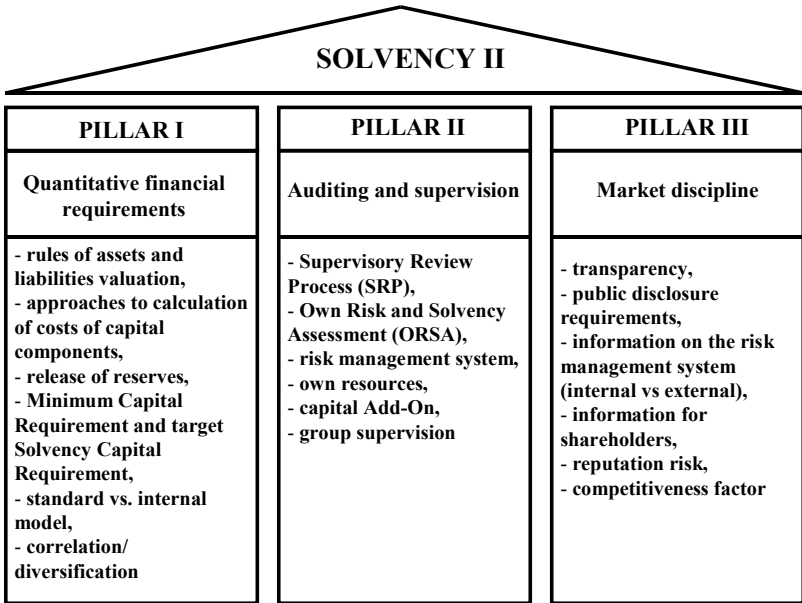 SOLVENCY II
PILLAR I
Quantitative financial
requirements
- rules of assets and
liabilities valuation,
- approaches to calculation
of costs of capital
components,
- release of reserves,
- Minimum Capital
Requirement and target
Solvency Capital
Requirement,
- standard vs. internal
model,
- correlation/
diversification
PILLAR II
Auditing and supervision
- Supervisory Review
Process (SRP),
- Own Risk and Solvency
Assessment (ORSA),
- risk management system,
- own resources,
- capital Add-On,
- group supervision
PILLAR III
Market discipline
- transparency,
- public disclosure
requirements,
- information on the risk
management system
(internal vs external),
- information for
shareholders,
- reputation risk,
- competitiveness factor